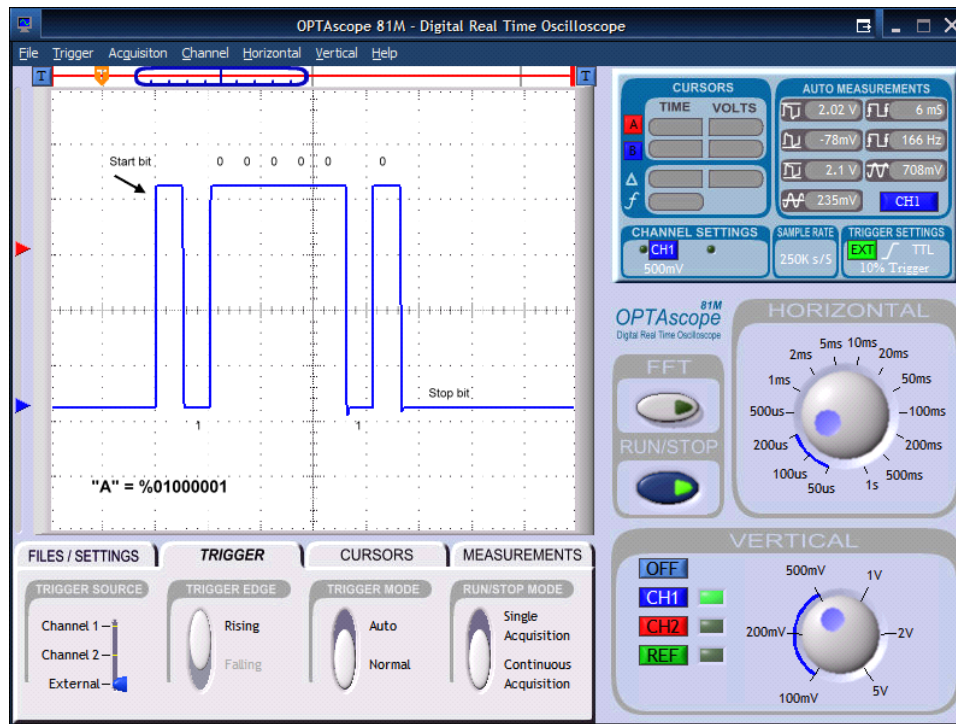 OPTAscope 81M - Digital Real Time Oscilloscope
File Trigger Acquisiton Channel Horizontal Vertical Help
T T T
Start bit 0 0 0 0 0 0
Stop bit
1 1
"A" = %01000001
CURSORS
TIME VOLTS
A
B
Δ
f
AUTO MEASUREMENTS
2.02 V 6 mS
-78mV 166 Hz
2.1 V 708mV
235mV CH1
CHANNEL SETTINGS
CH1
500mV
SAMPLE RATE
250K s/S
TRIGGER SETTINGS
EXT TTL
10% Trigger
81M
OPTAscope
Digital Real Time Oscilloscope
FFT
RUN/STOP
HORIZONTAL
5ms 10ms
2ms 20ms
1ms 50ms
500us 100ms
200us 200ms
100us 500ms
50us 1s
VERTICAL
OFF
CH1
CH2
REF
500mV 1V
200mV 2V
100mV 5V
FILES / SETTINGS TRIGGER CURSORS MEASUREMENTS
TRIGGER SOURCE
Channel 1
Channel 2
External
TRIGGER EDGE
Rising
Falling
TRIGGER MODE
Auto
Normal
RUN/STOP MODE
Single
Acquisition
Continuous
Acquisition